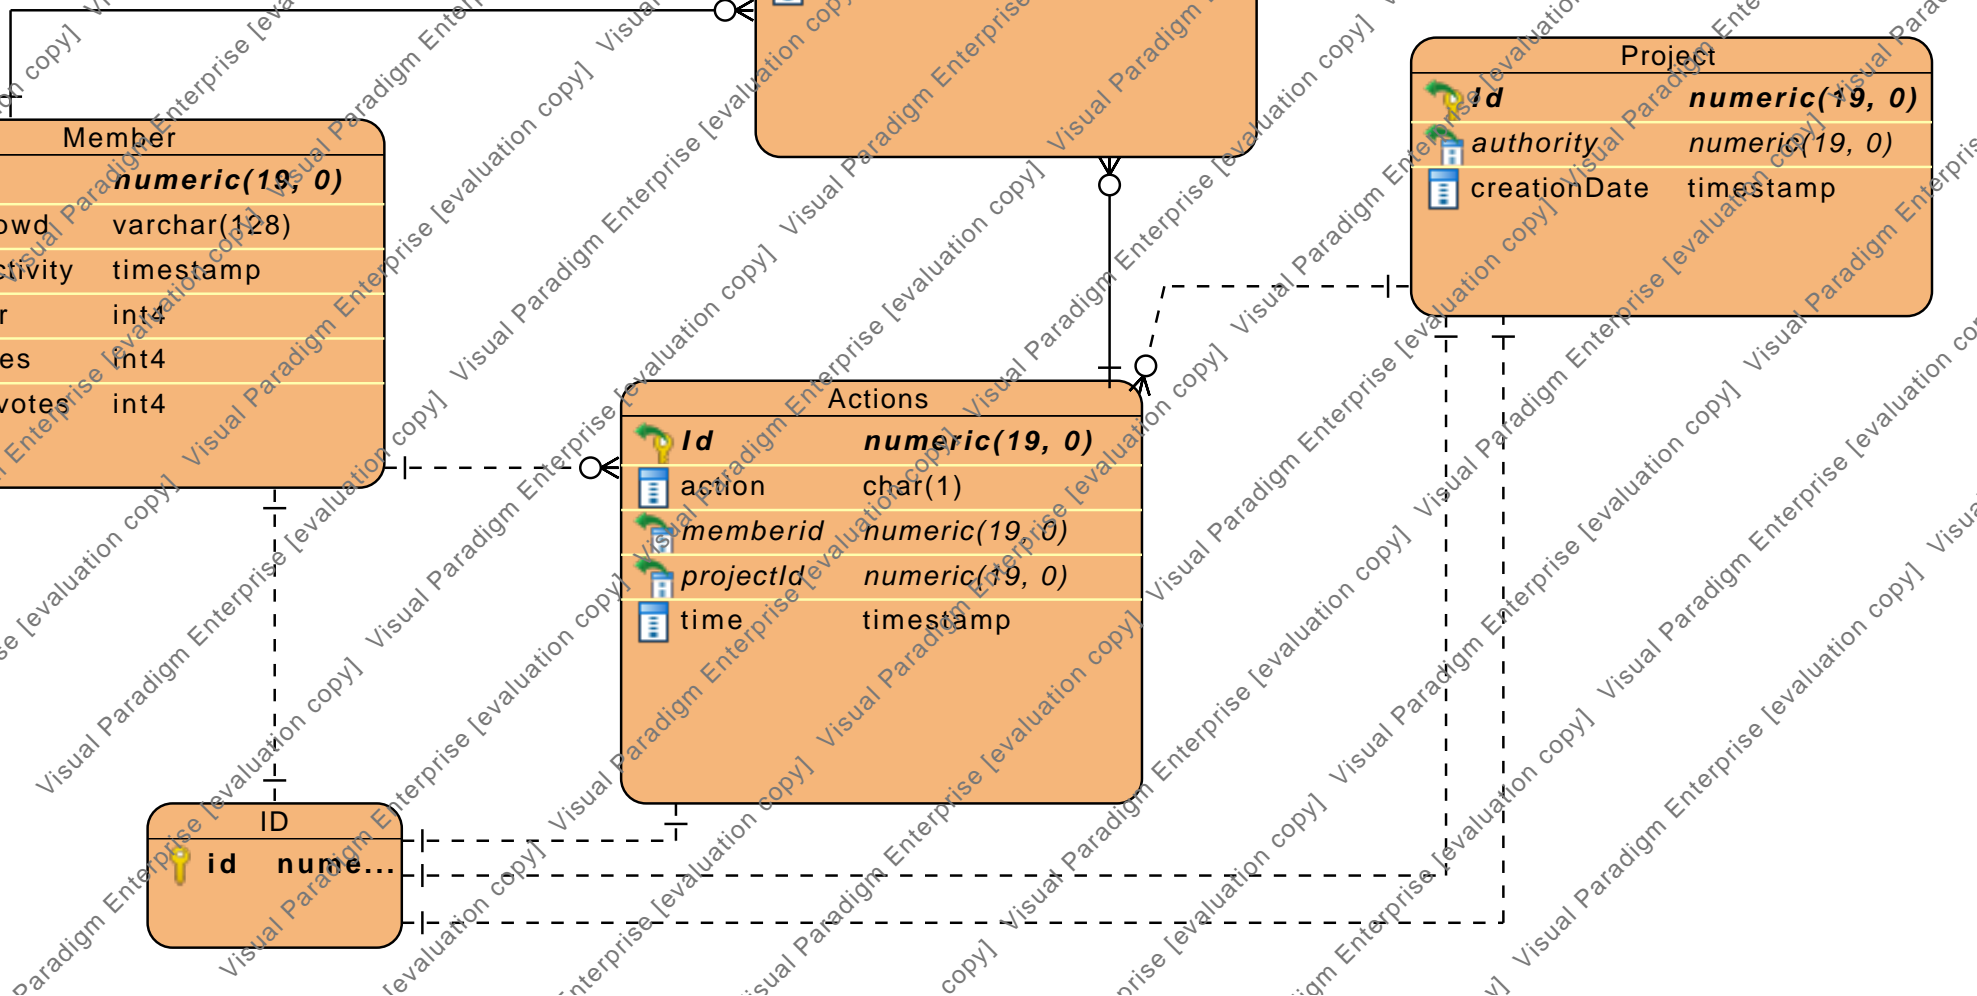 Project
Id numeric(19, 0)
authority numeric(19, 0)
creationDate timestamp
Member
numeric(19, 0)
owd varchar(128)
ctivity timestamp
r int4
es int4
votes int4
Actions
Id numeric(19, 0)
action char(1)
memberid numeric(19, 0)
projectId numeric(19, 0)
time timestamp
ID
id nume...
Visual Paradigm Enterprise [evaluation copy]